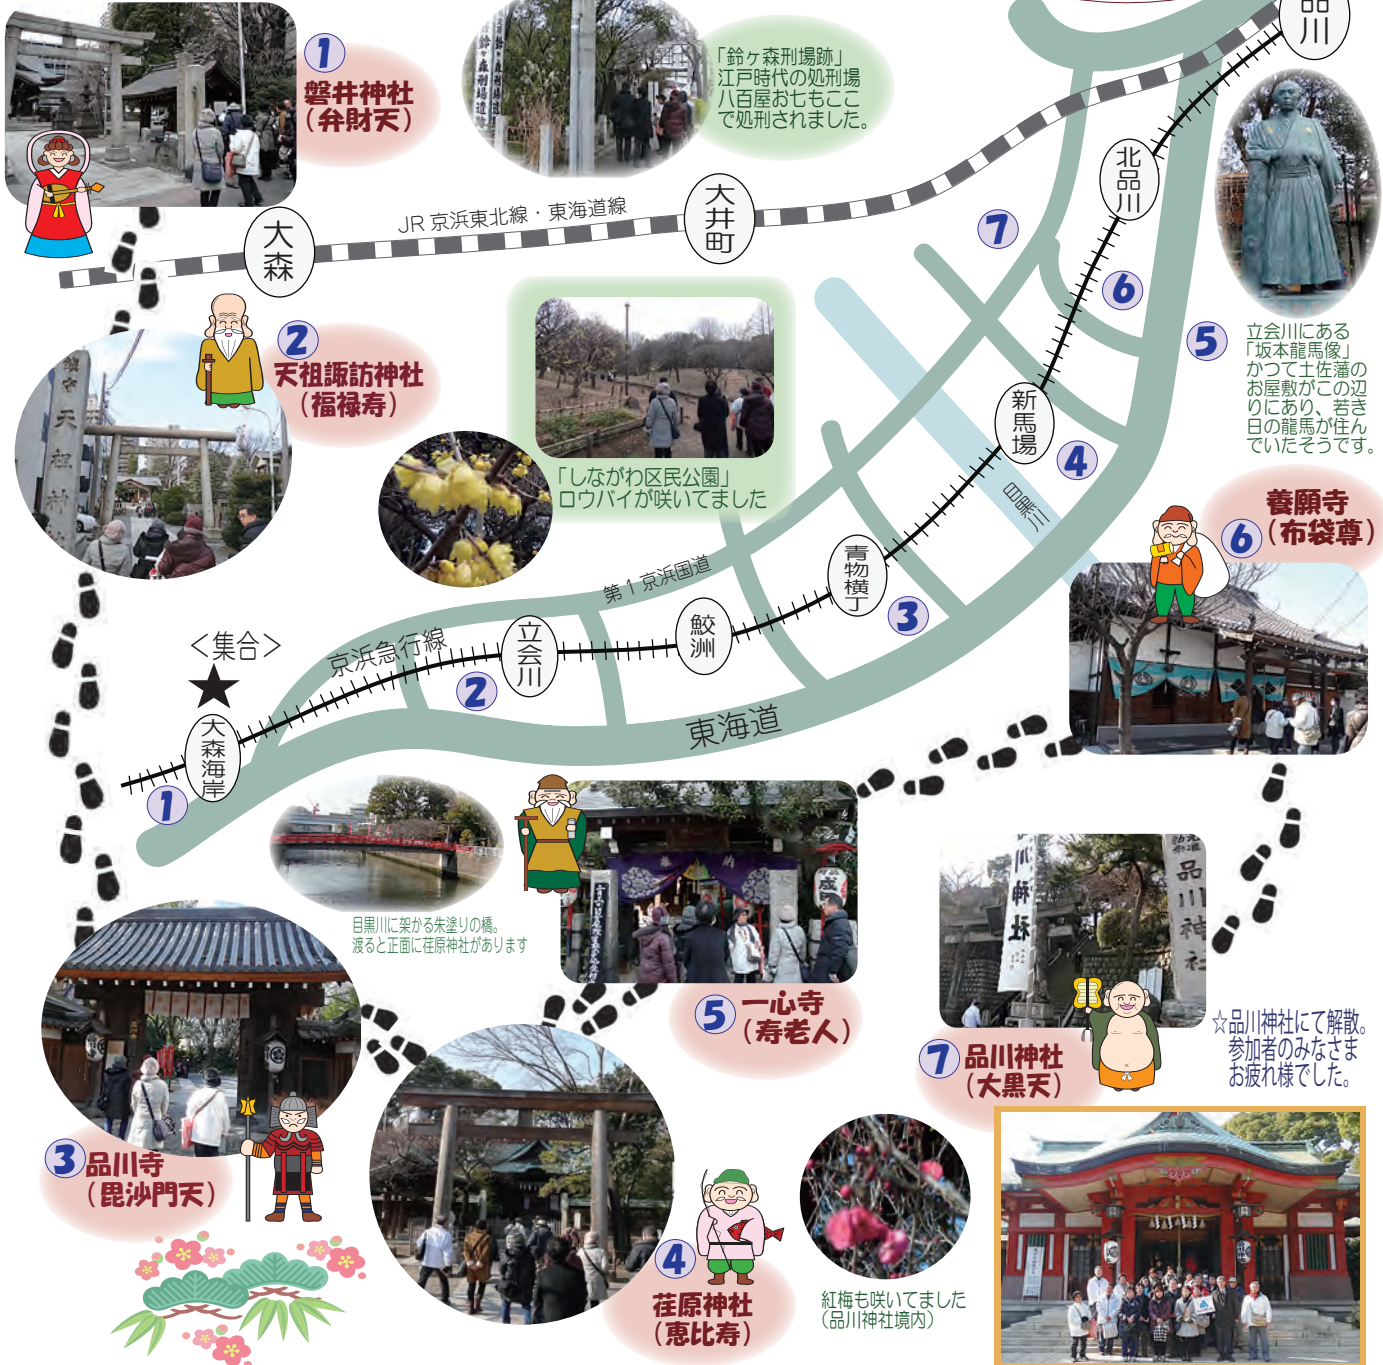 1
磐井神社
（弁財天）
「鈴ヶ森刑場跡」
江戸時代の処刑場
八百屋お七もここ
で処刑されました。
品川
北品川
大井町
JR 京浜東北線・東海道線
大森
7
6
5
立会川にある
「坂本龍馬像」
かつて土佐藩の
お屋敷がこの辺
りにあり、若き
日の龍馬が住ん
でいたそうです。
2
天祖諏訪神社
（福禄寿）
天祖神
「しながわ区民公園」
ロウバイが咲いてました
新馬場
4
目黒川
6
養願寺
（布袋尊）
青物横丁
3
第1京浜国道
鮫洲
立会川
京浜急行線
2
＜集合＞
★
大森海岸
1
東海道
目黒川に架かる朱塗りの橋。
渡ると正面に荏原神社があります
5
一心寺
（寿老人）
川神社
品川神社
7
品川神社
（大黒天）
☆品川神社にて解散。
参加者のみなさま
お疲れ様でした。
3
品川寺
（毘沙門天）
4
荏原神社
（恵比寿）
紅梅も咲いてました
（品川神社境内）